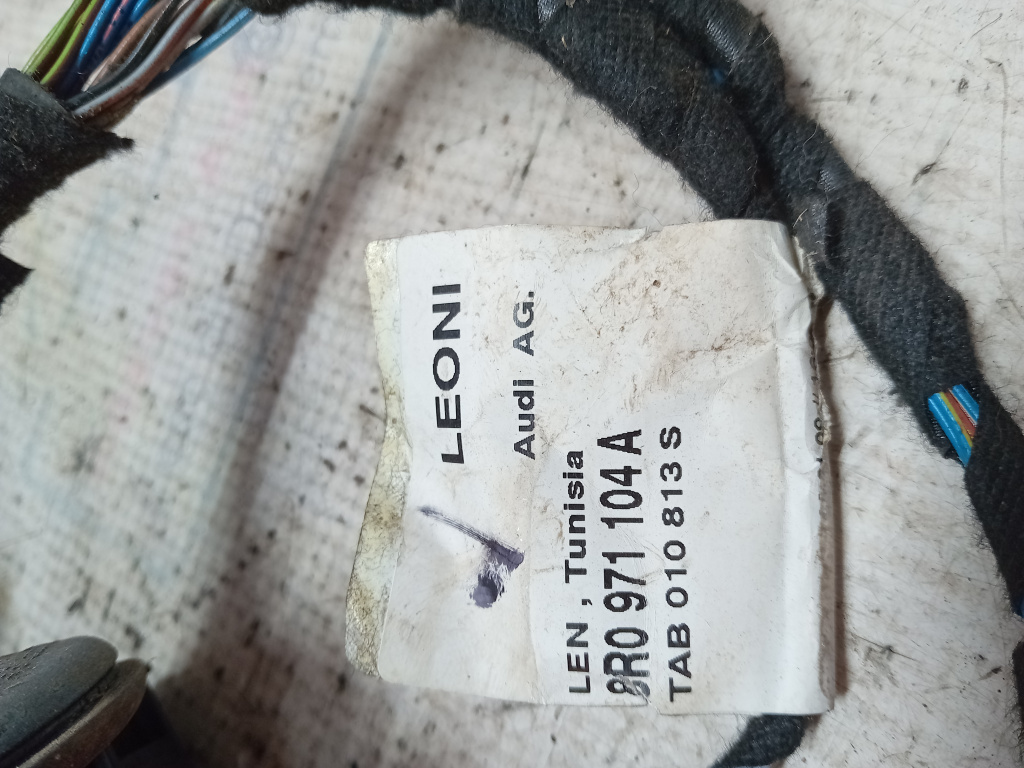 LEONI
Audi AG.
LEN , Tunisia
8R0 971 104 A
TAB 010 813 S